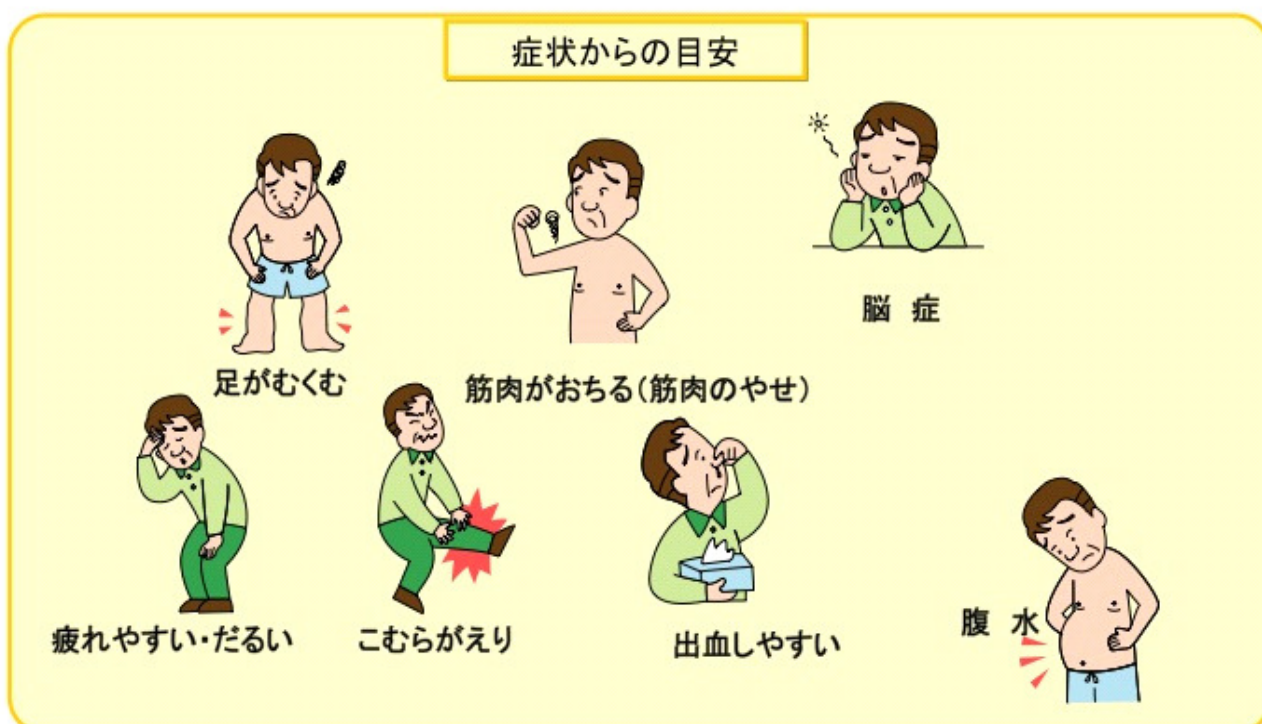 症状からの目安
脳 症
足がむくむ
筋肉がおちる(筋肉のやせ)
疲れやすい・だるい
こむらがえり
出血しやすい
腹 水